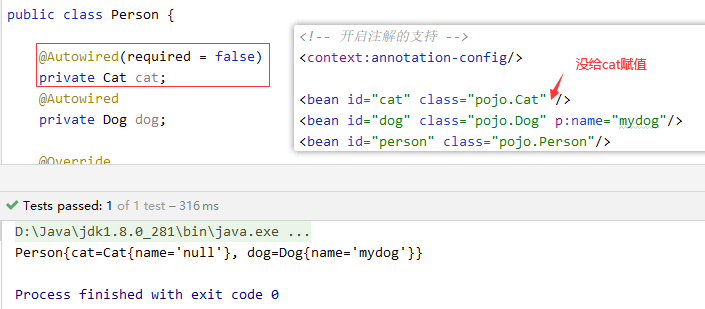 public class Person {
@Autowired(required = false)
private Cat cat;
@Autowired
private Dog dog;
@Override
<!-- 开启注解的支持 -->
<context:annotation-config/>
没给cat赋值
<bean id="cat" class="pojo.Cat" />
<bean id="dog" class="pojo.Dog" p:name="mydog"/>
<bean id="person" class="pojo.Person"/>
Tests passed: 1 of 1 test – 316 ms
D:\Java\jdk1.8.0_281\bin\java.exe ...
Person{cat=Cat{name='null'}, dog=Dog{name='mydog'}}
Process finished with exit code 0